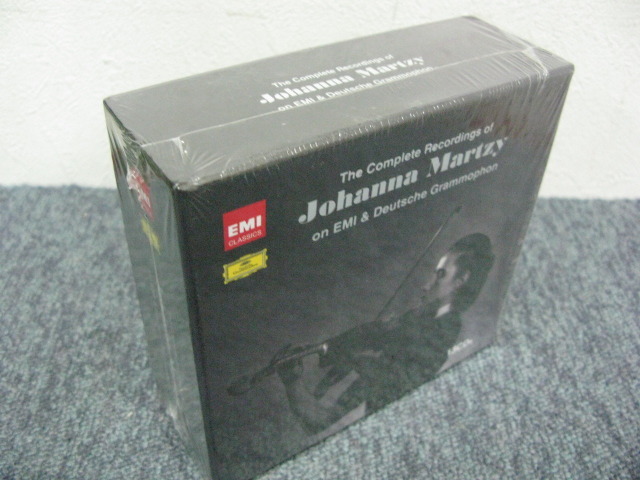 The Complete Recordings of
Johanna Martzy
on EMI & Deutsche Grammophon
The Complete Recordings of
Johanna Martzy
on EMI & Deutsche Grammophon
EMI
CLASSICS